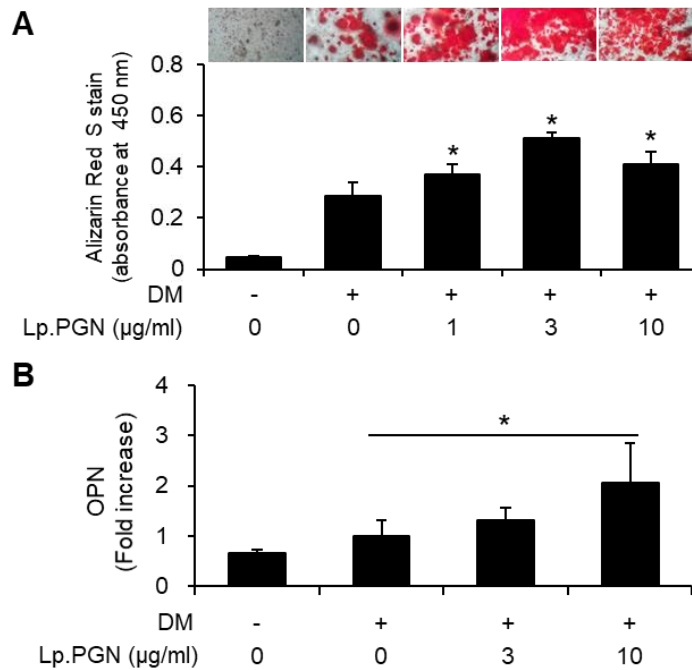 A
Alizarin Red S stain
(absorbance at 450 nm)
0.8
0.6
0.4
0.2
0
* * *
DM - + + + +
Lp.PGN (μg/ml) 0 0 1 3 10
B
OPN
(Fold increase)
4
3
2
1
0
*
DM - + + +
Lp.PGN (μg/ml) 0 0 3 10